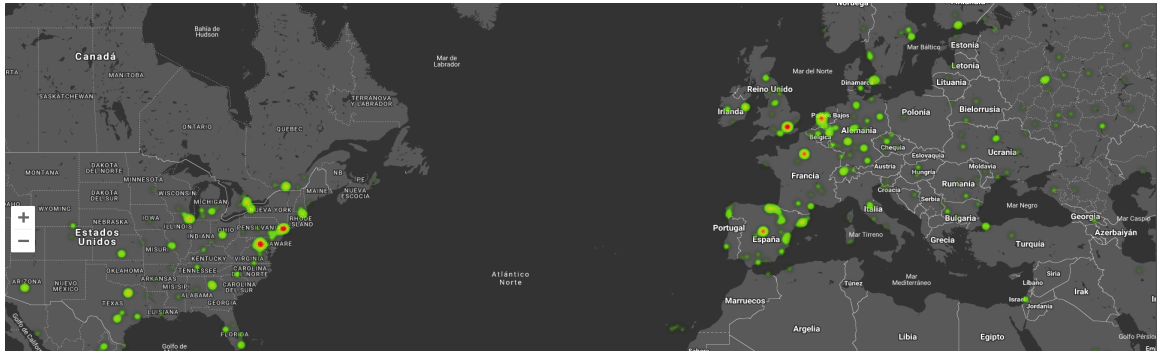 Noruega
Finlandia
Bahía de
Hudson
Canadá
Mar Báltico
Estonia
Mar de
Labrador
Letonia
MANITOBA
Mar del Norte
Dinamarca
Lituania
SASKATCHEWAN
Reino Unido
TERRANOVA
Y LABRADOR
Irlanda
Países Bajos
Polonia
Bielorrusia
ONTARIO
QUEBEC
Bélgica
Alemania
Chequia
Ucrania
Eslovaquia
DAKOTA
DEL NORTE
MONTANA
MINNESOTA
NB
PE
Francia
Austria
Hungría
Moldavia
DAKOTA
DEL SUR
WISCONSIN
MAINE
NUEVA
ESCOCIA
Croacia
Rumania
WYOMING
MICHIGAN
Serbia
Mar Negro
NEBRASKA
IOWA
NUEVA YORK
Italia
Bulgaria
Georgia
Mar Caspio
+
ILLINOIS
OHIO
PENSILVANIA
RHODE
ISLAND
Portugal
España
Mar Tirreno
Azerbaiyán
Estados
Unidos
INDIANA
AWARE
Grecia
Turquía
−
MISURI
KENTUCKY
VIRGINIA
OKLAHOMA
TENNESSEE
CAROLINA
DEL NORTE
Atlántico
Norte
Mar
Mediterráneo
Siria
ARIZONA
NUEVO
MÉXICO
ARKANSAS
MISISIPI
CAROLINA
DEL SUR
Túnez
Líbano
Irak
ALABAMA
GEORGIA
Marruecos
Israel
Jordania
TEXAS
LUISIANA
Golfo de California
FLORIDA
Argelia
Libia
Egipto
Golfo Pérsico
Golfo de